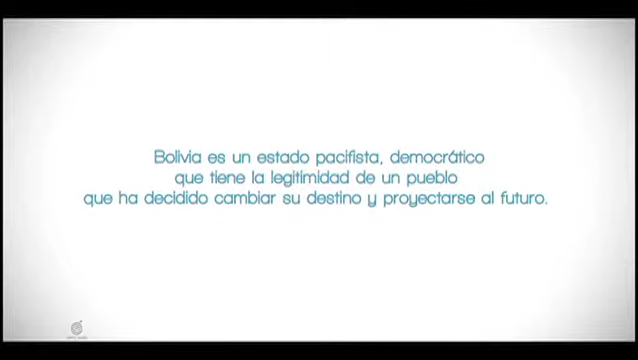 Bolivia es un estado pacifista, democrático
que tiene la legitimidad de un pueblo
que ha decidido cambiar su destino y proyectarse al futuro.